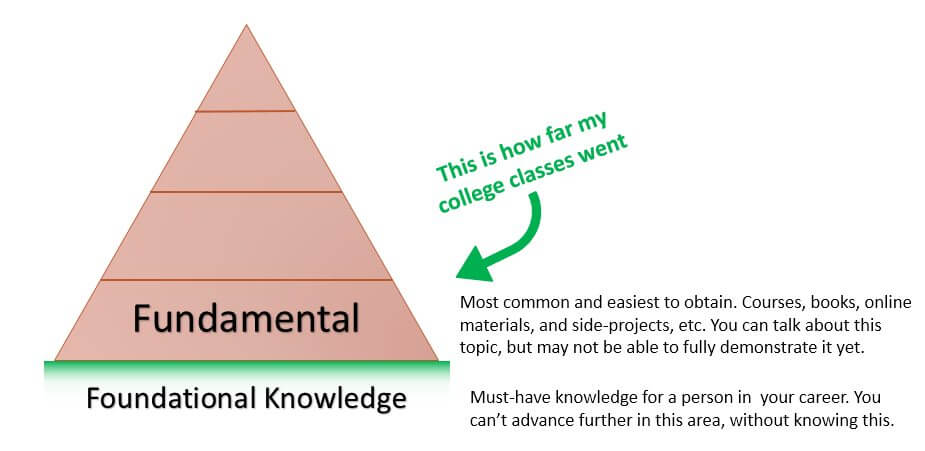 This is how far my
college classes went
Fundamental
Most common and easiest to obtain. Courses, books, online
materials, and side-projects, etc. You can talk about this
topic, but may not be able to fully demonstrate it yet.
Foundational Knowledge
Must-have knowledge for a person in  your career. You
can’t advance further in this area, without knowing this.